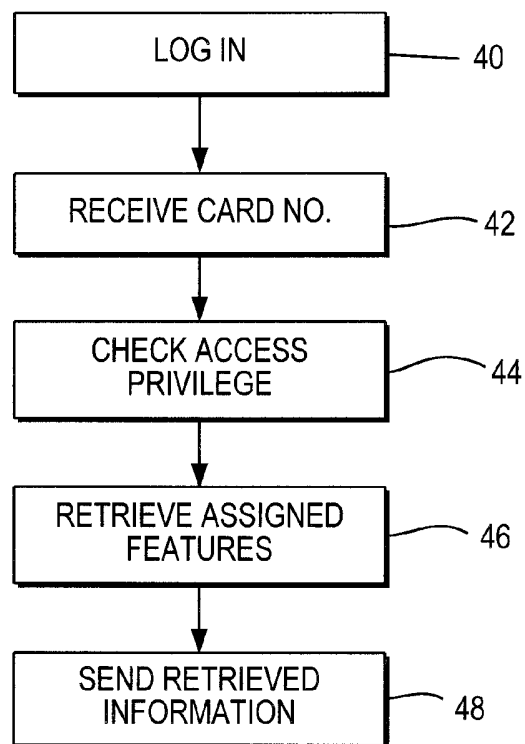 LOG IN
40
RECEIVE CARD NO.
42
CHECK ACCESS
PRIVILEGE
44
RETRIEVE ASSIGNED
FEATURES
46
SEND RETRIEVED
INFORMATION
48